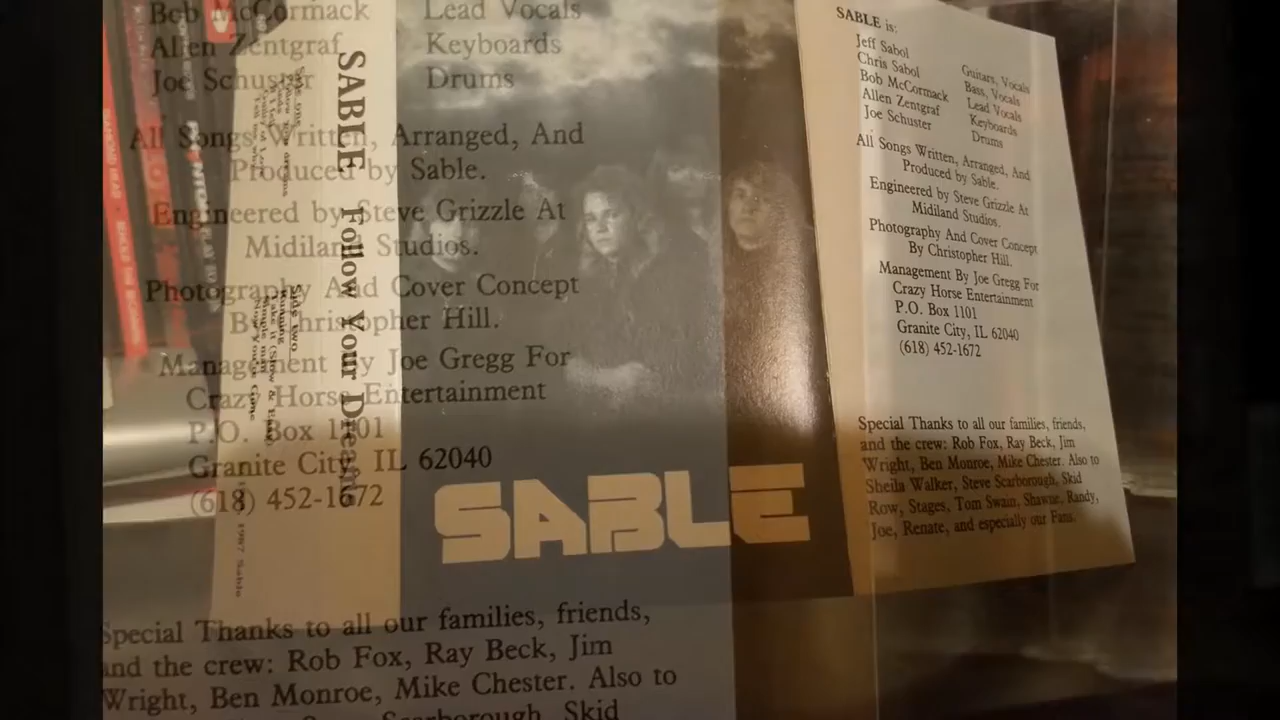 Bob McCormack Lead Vocals
Allen Zentgraf Keyboards
Joe Schuster Drums
All Songs Written, Arranged, And
Produced by Sable.
Engineered by Steve Grizzle At
Midiland Studios.
Photography And Cover Concept
By Christopher Hill.
Management By Joe Gregg For
Crazy Horse Entertainment
P.O. Box 1101
Granite City, IL 62040
(618) 452-1672
Special Thanks to all our families, friends,
and the crew: Rob Fox, Ray Beck, Jim
Wright, Ben Monroe, Mike Chester. Also to
Scarborough, Skid
SABLE Follow Your Dream
Side two
Running
1987 Sable
SABLE
SABLE is:
Jeff Sabol Guitars, Vocals
Chris Sabol Bass, Vocals
Bob McCormack Lead Vocals
Allen Zentgraf Keyboards
Joe Schuster Drums
All Songs Written, Arranged, And
Produced by Sable.
Engineered by Steve Grizzle At
Midiland Studios.
Photography And Cover Concept
By Christopher Hill.
Management By Joe Gregg For
Crazy Horse Entertainment
P.O. Box 1101
Granite City, IL 62040
(618) 452-1672
Special Thanks to all our families, friends,
and the crew: Rob Fox, Ray Beck, Jim
Wright, Ben Monroe, Mike Chester. Also to
Sheila Walker, Steve Scarborough, Skid
Row, Stages, Tom Swain, Shawne, Randy,
Joe, Renate, and especially our Fans.